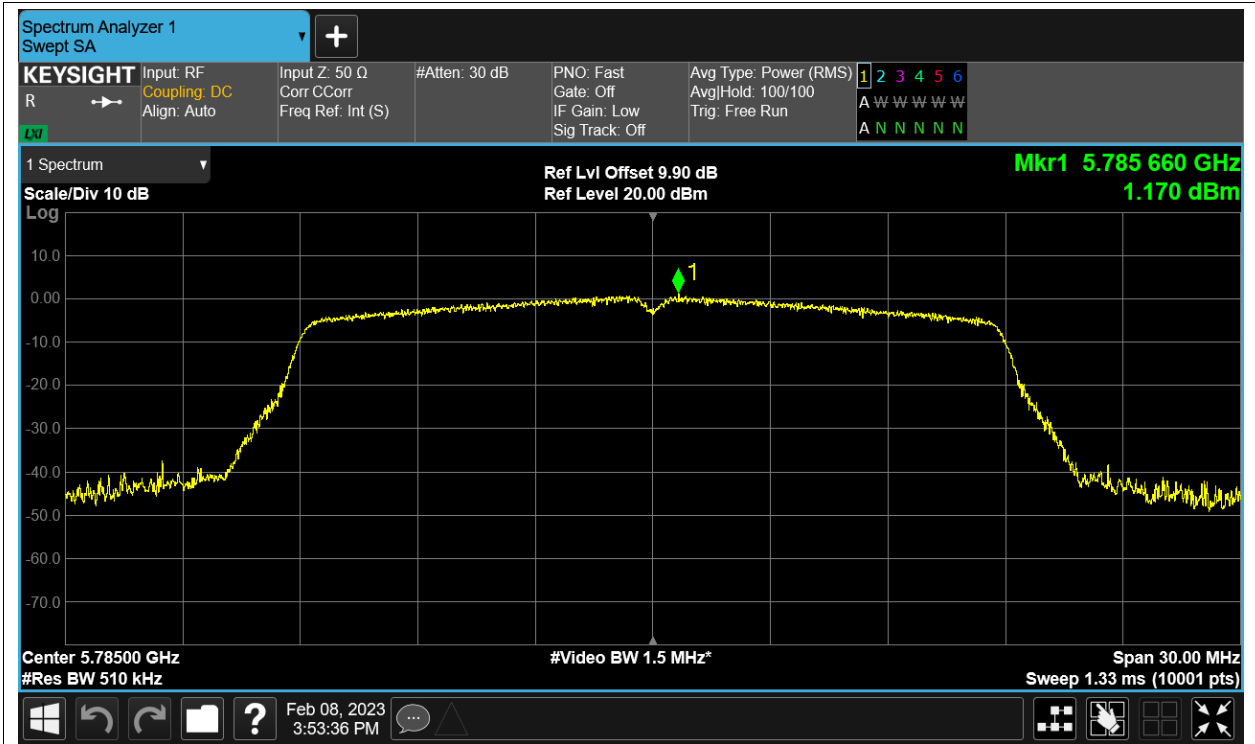 Spectrum Analyzer 1
Swept SA
+
KEYSIGHT
R
LXI
Input: RF
Coupling: DC
Align: Auto
Input Z: 50 Ω
Corr CCorr
Freq Ref: Int (S)
#Atten: 30 dB
PNO: Fast
Gate: Off
IF Gain: Low
Sig Track: Off
Avg Type: Power (RMS)
Avg|Hold: 100/100
Trig: Free Run
1 2 3 4 5 6
A W W W W W
A N N N N N
1 Spectrum
Scale/Div 10 dB
Log
Ref Lvl Offset 9.90 dB
Ref Level 20.00 dBm
Mkr1 5.785 660 GHz
1.170 dBm
1
10.0
0.00
-10.0
-20.0
-30.0
-40.0
-50.0
-60.0
-70.0
Center 5.78500 GHz
#Res BW 510 kHz
#Video BW 1.5 MHz*
Span 30.00 MHz
Sweep 1.33 ms (10001 pts)
?
Feb 08, 2023
3:53:36 PM